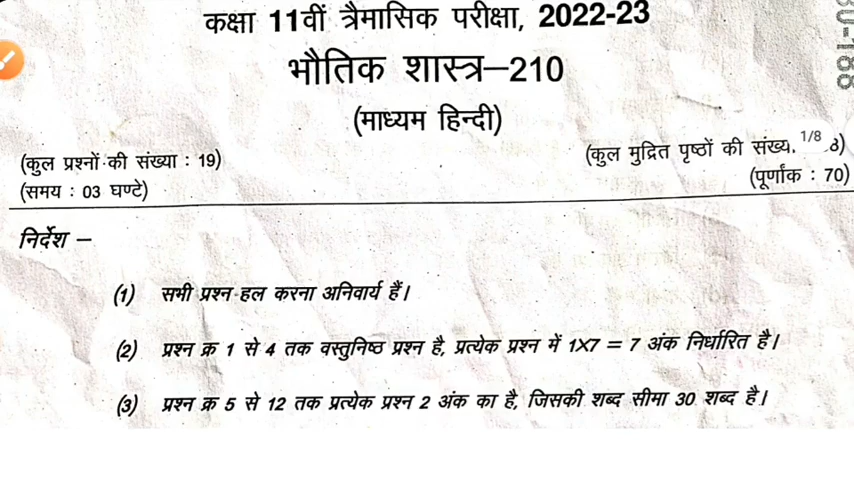 कक्षा 11वीं त्रैमासिक परीक्षा, 2022-23
भौतिक शास्त्र–210
(माध्यम हिन्दी)
(कुल प्रश्नों की संख्या : 19)
(कुल मुद्रित पृष्ठों की 1/8
(समय : 03 घण्टे)
(पूर्णांक : 70)
निर्देश –
(1) सभी प्रश्न हल करना अनिवार्य हैं।
(2) प्रश्न क्र 1 से 4 तक वस्तुनिष्ठ प्रश्न है, प्रत्येक प्रश्न में 1X7 = 7 अंक निर्धारित है।
(3) प्रश्न क्र 5 से 12 तक प्रत्येक प्रश्न 2 अंक का है, जिसकी शब्द सीमा 30 शब्द है।